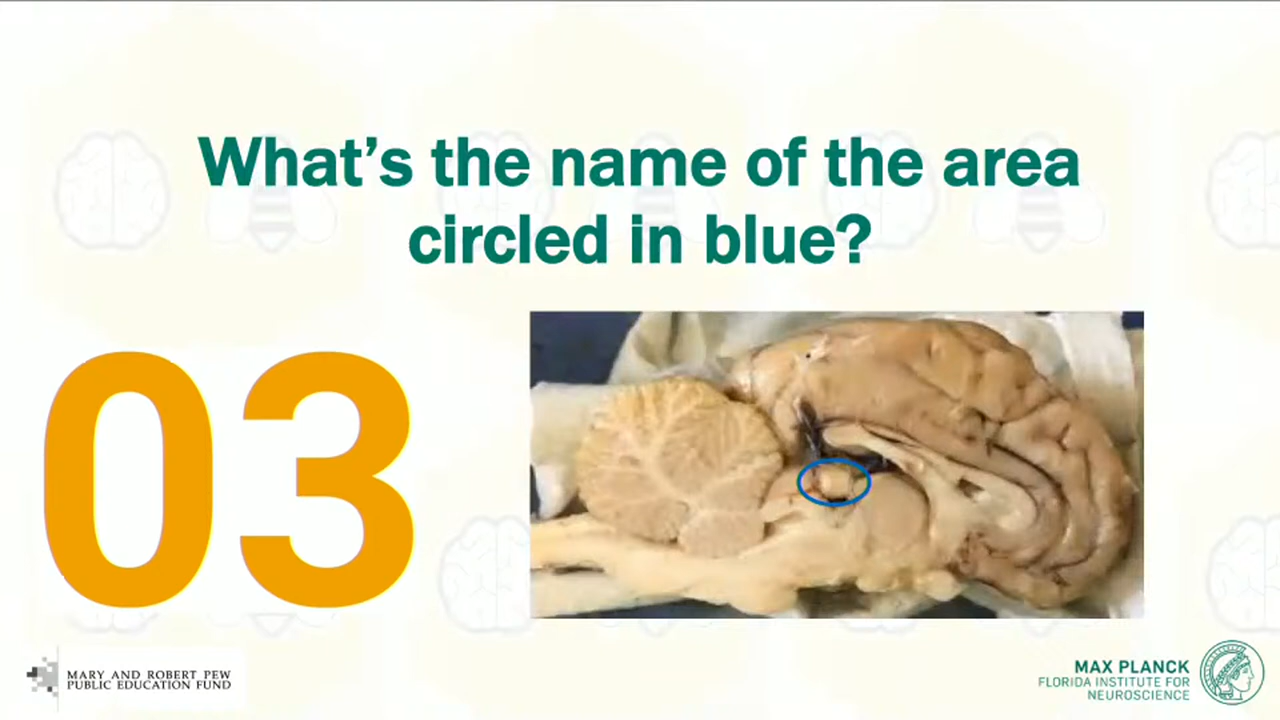 What's the name of the area
circled in blue?
03
MARY AND ROBERT PEW
PUBLIC EDUCATION FUND
MAX PLANCK
FLORIDA INSTITUTE FOR
NEUROSCIENCE